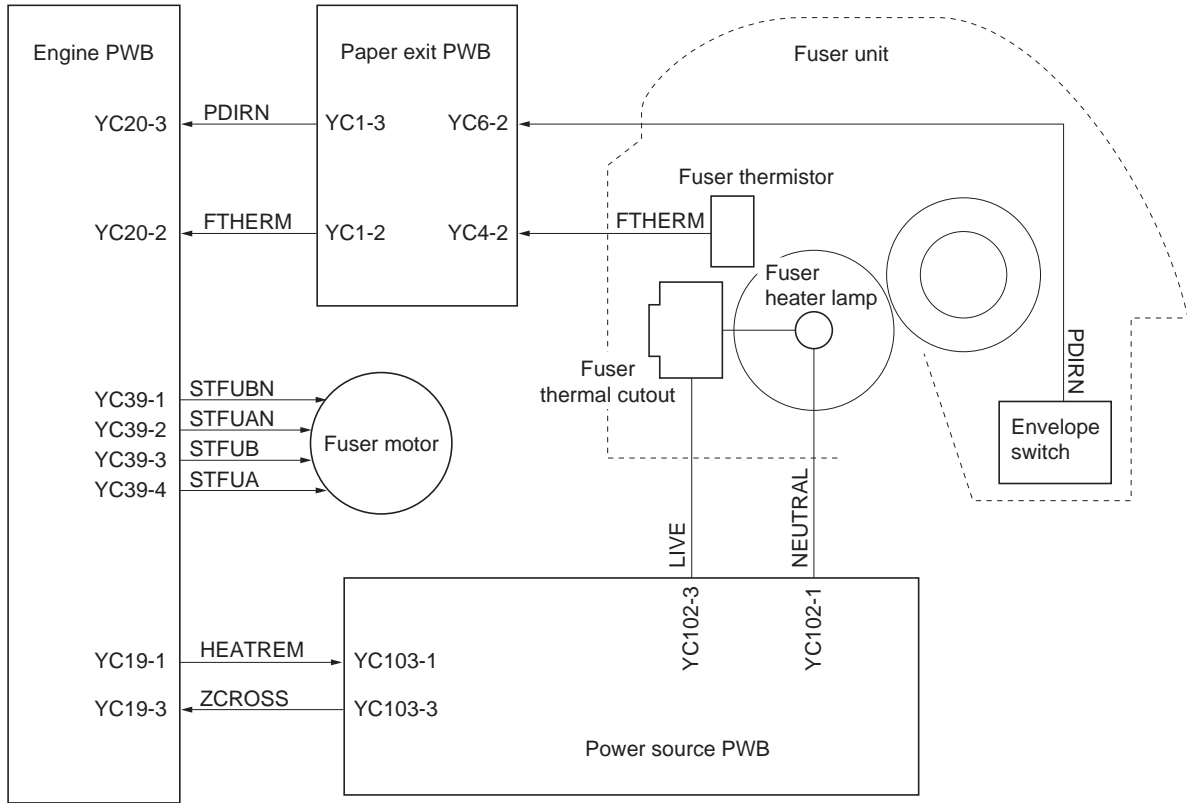 Engine PWB
Paper exit PWB
Fuser unit
YC20-3
PDIRN
YC1-3
YC6-2
Fuser thermistor
YC20-2
FTHERM
YC1-2
YC4-2
FTHERM
Fuser
heater lamp
PDIRN
Fuser
thermal cutout
YC39-1
STFUBN
YC39-2
STFUAN
YC39-3
STFUB
YC39-4
STFUA
Fuser motor
Envelope
switch
LIVE
NEUTRAL
YC102-3
YC102-1
YC19-1
HEATREM
YC103-1
YC19-3
ZCROSS
YC103-3
Power source PWB